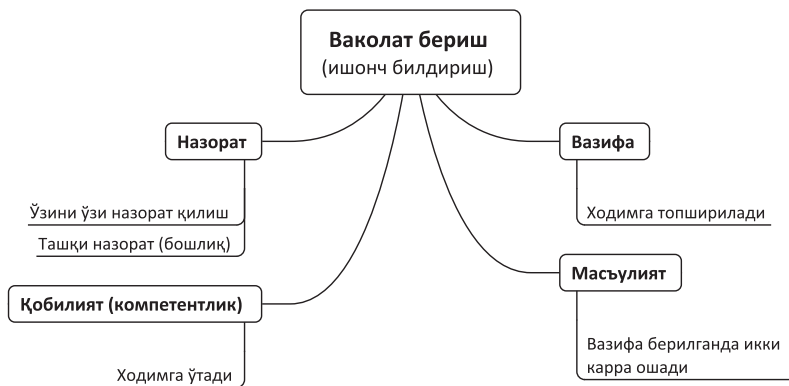 Ваколат бериш
(ишонч билдириш)
Назорат
Ўзини ўзи назорат қилиш
Ташқи назорат (бошлиқ)
Вазифа
Ходимга топширилади
Қобилият (компетентлик)
Ходимга ўтади
Масъулият
Вазифа берилганда икки
карра ошади